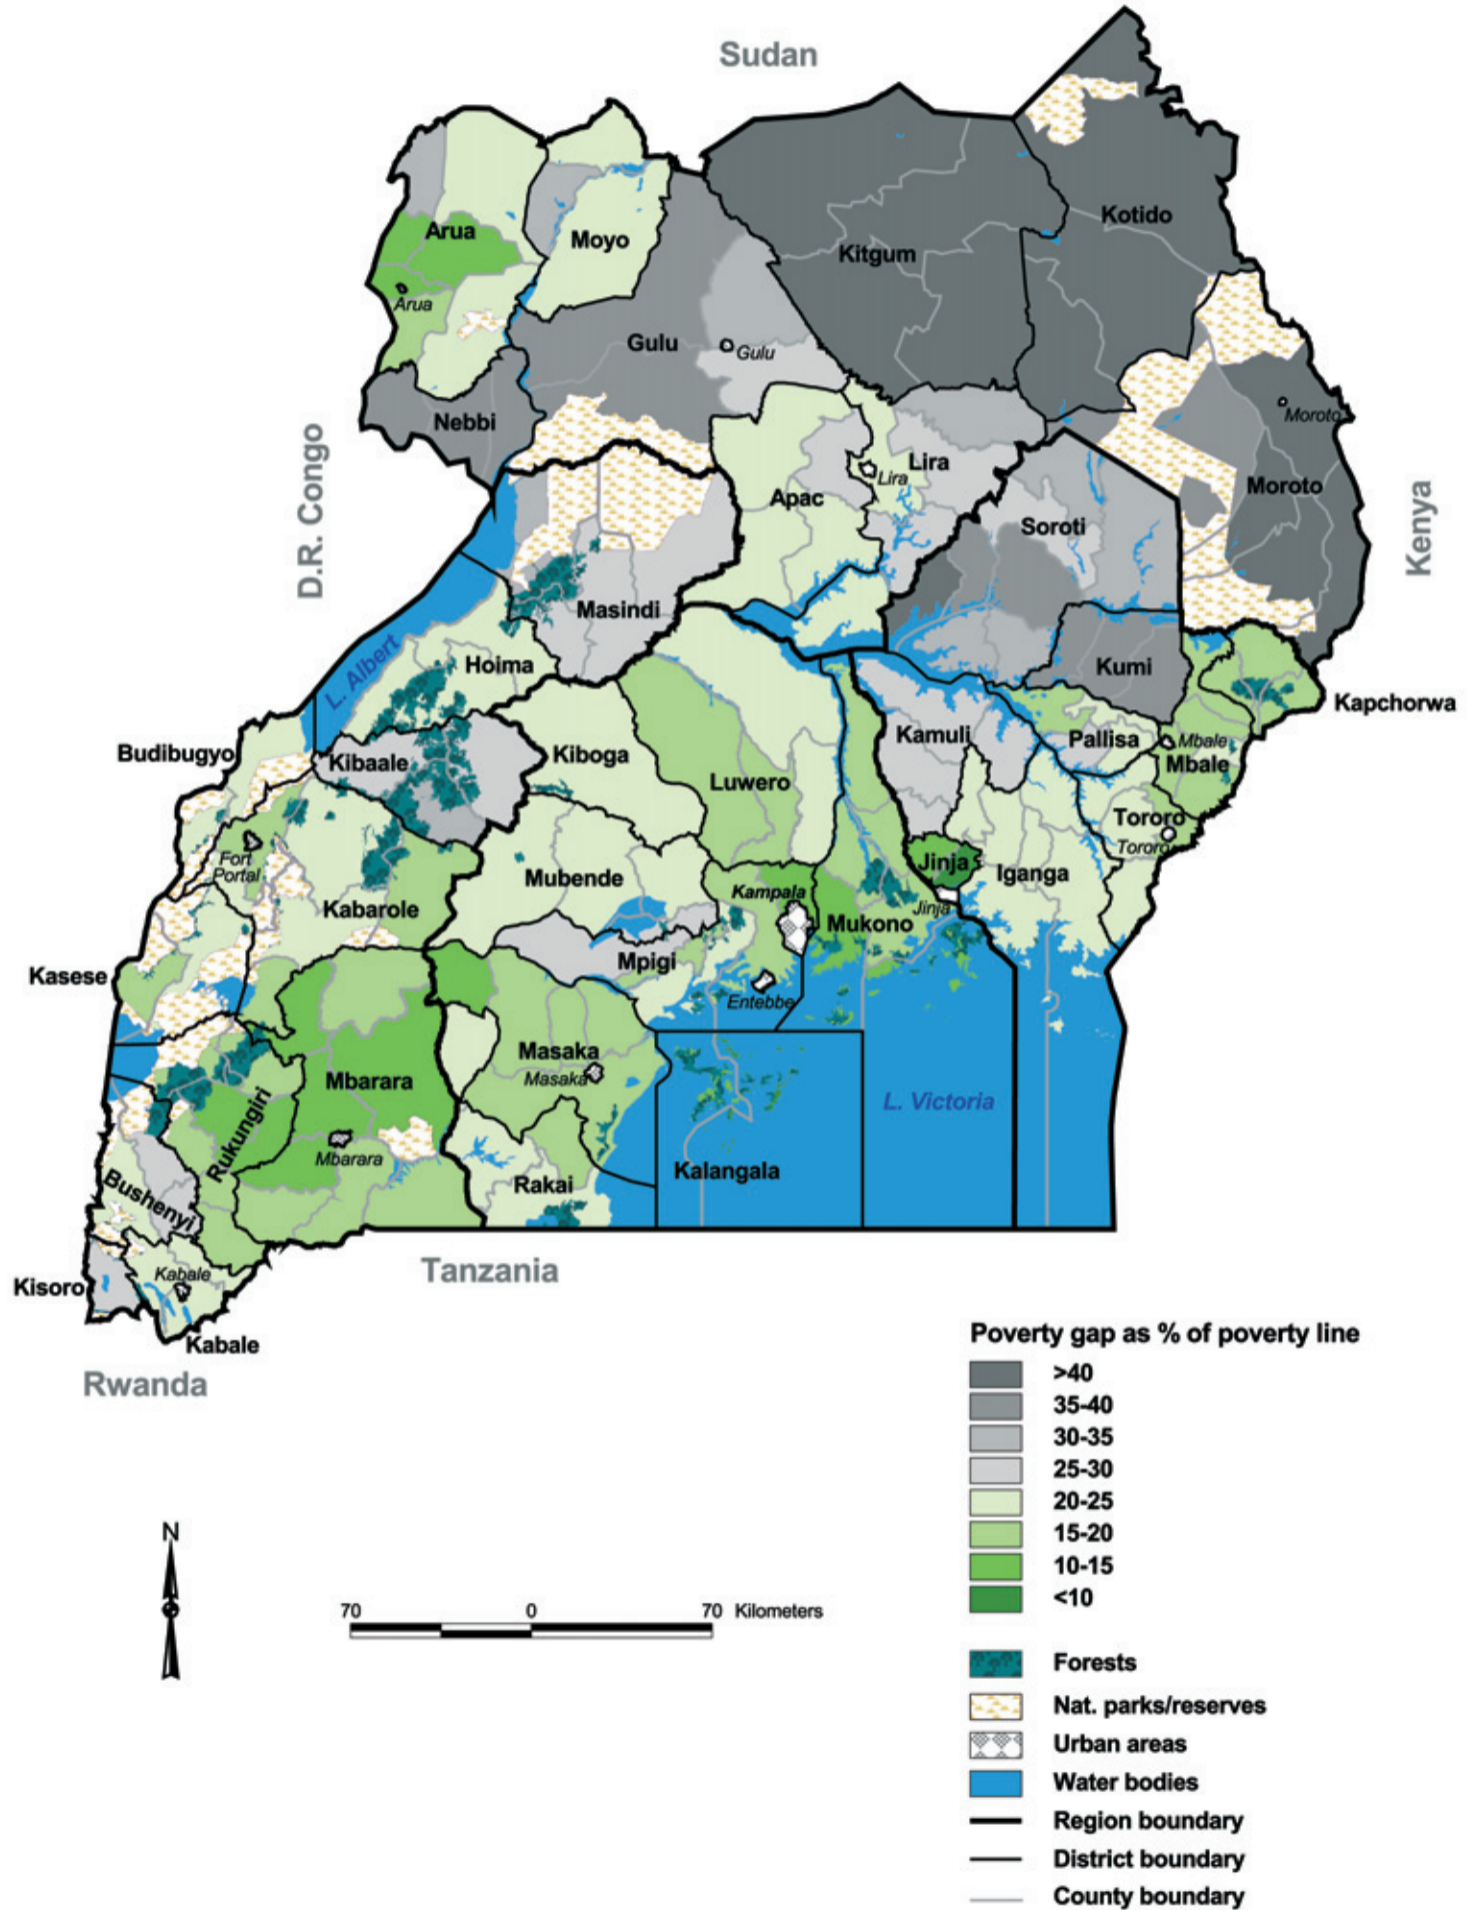 Sudan
Kotido
Arua
Moyo
Kitgum
Arua
Gulu
Gulu
Moroto
Nebbi
D.R. Congo
Lira
Lira
Apac
Moroto
Soroti
Kenya
Masindi
L. Albert
Hoima
Kumi
Kapchorwa
Budibugyo
Kibaale
Kiboga
Kamuli
Pallisa
Mbale
Mbale
Luwero
Tororo
Tororo
Fort
Portal
Jinja
Iganga
Mubende
Kampala
Kabarole
Mukono
Jinja
Kasese
Mpigi
Entebbe
Masaka
Masaka
Mbarara
L. Victoria
Rukungiri
Mbarara
Kalangala
Rakai
Bushenyi
Tanzania
Kabale
Kisoro
Kabale
Rwanda
Poverty gap as % of poverty line
>40
35-40
30-35
25-30
20-25
15-20
10-15
<10
N
70 0 70 Kilometers
Forests
Nat. parks/reserves
Urban areas
Water bodies
Region boundary
District boundary
County boundary